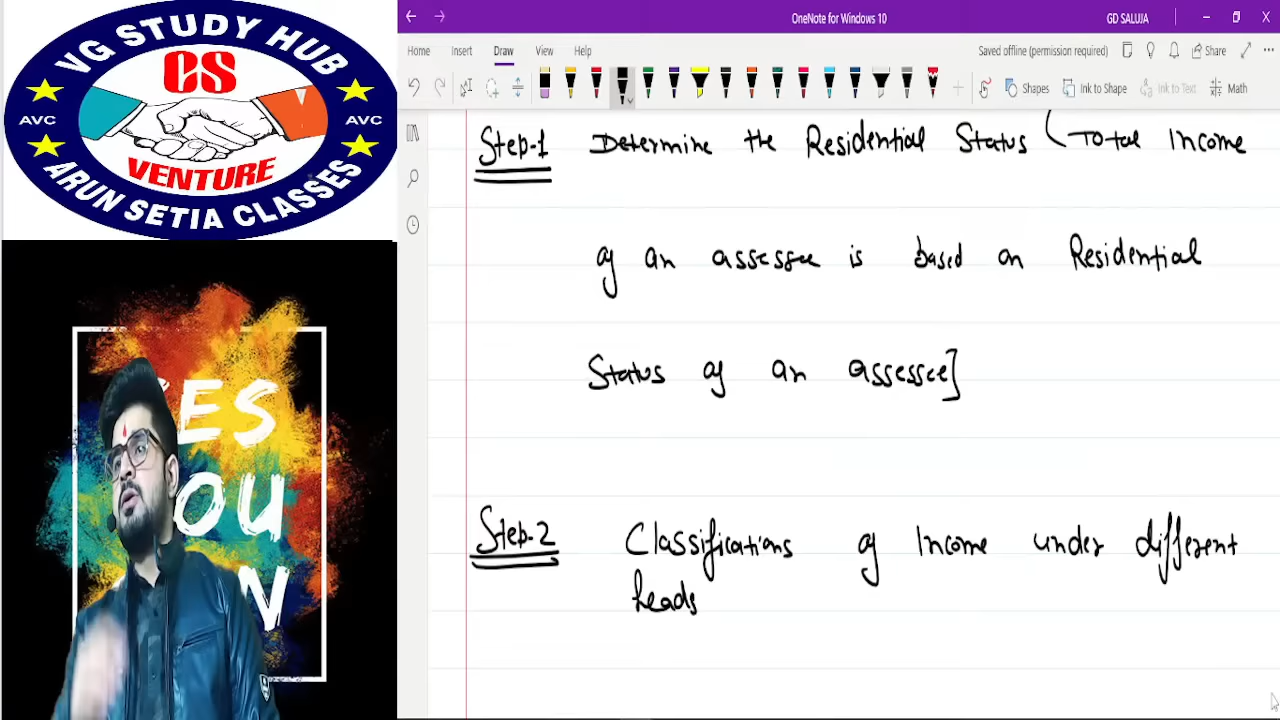 VG STUDY HUB
CS
AVC
AVC
VENTURE
ARUN SETIA CLASSES
ES
OU
N
OneNote for Windows 10
GD SALUJA
Home Insert Draw View Help
Saved offline (permission required)
Share
Shapes
Ink to Shape
Ink to Text
Math
Step-1 Determine the Residential Status (Total Income
of an assessee is based on Residential
Status of an assessee]
Step-2 Classifications of Income under different
heads